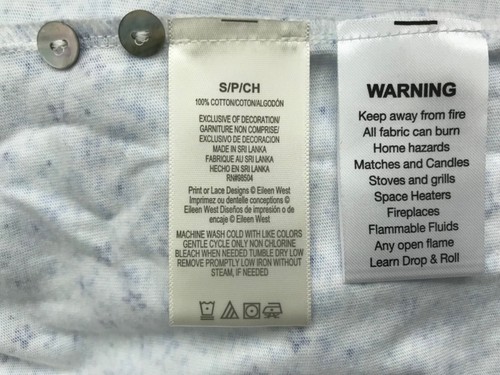 S/P/CH
100% COTTON/COTON/ALGODÓN
EXCLUSIVE OF DECORATION/
GARNITURE NON COMPRISE/
EXCLUSIVO DE DECORACION
MADE IN SRI LANKA
FABRIQUE AU SRI LANKA
HECHO EN SRI LANKA
RN#98504
Print or Lace Designs © Eileen West
Imprimez ou dentelle conceptions ©
Eileen West Diseños de impresión o de
encaje © Eileen West
MACHINE WASH COLD WITH LIKE COLORS
GENTLE CYCLE ONLY NON CHLORINE
BLEACH WHEN NEEDED TUMBLE DRY LOW
REMOVE PROMPTLY LOW IRON WITHOUT
STEAM, IF NEEDED
WARNING
Keep away from fire
All fabric can burn
Home hazards
Matches and Candles
Stoves and grills
Space Heaters
Fireplaces
Flammable Fluids
Any open flame
Learn Drop & Roll